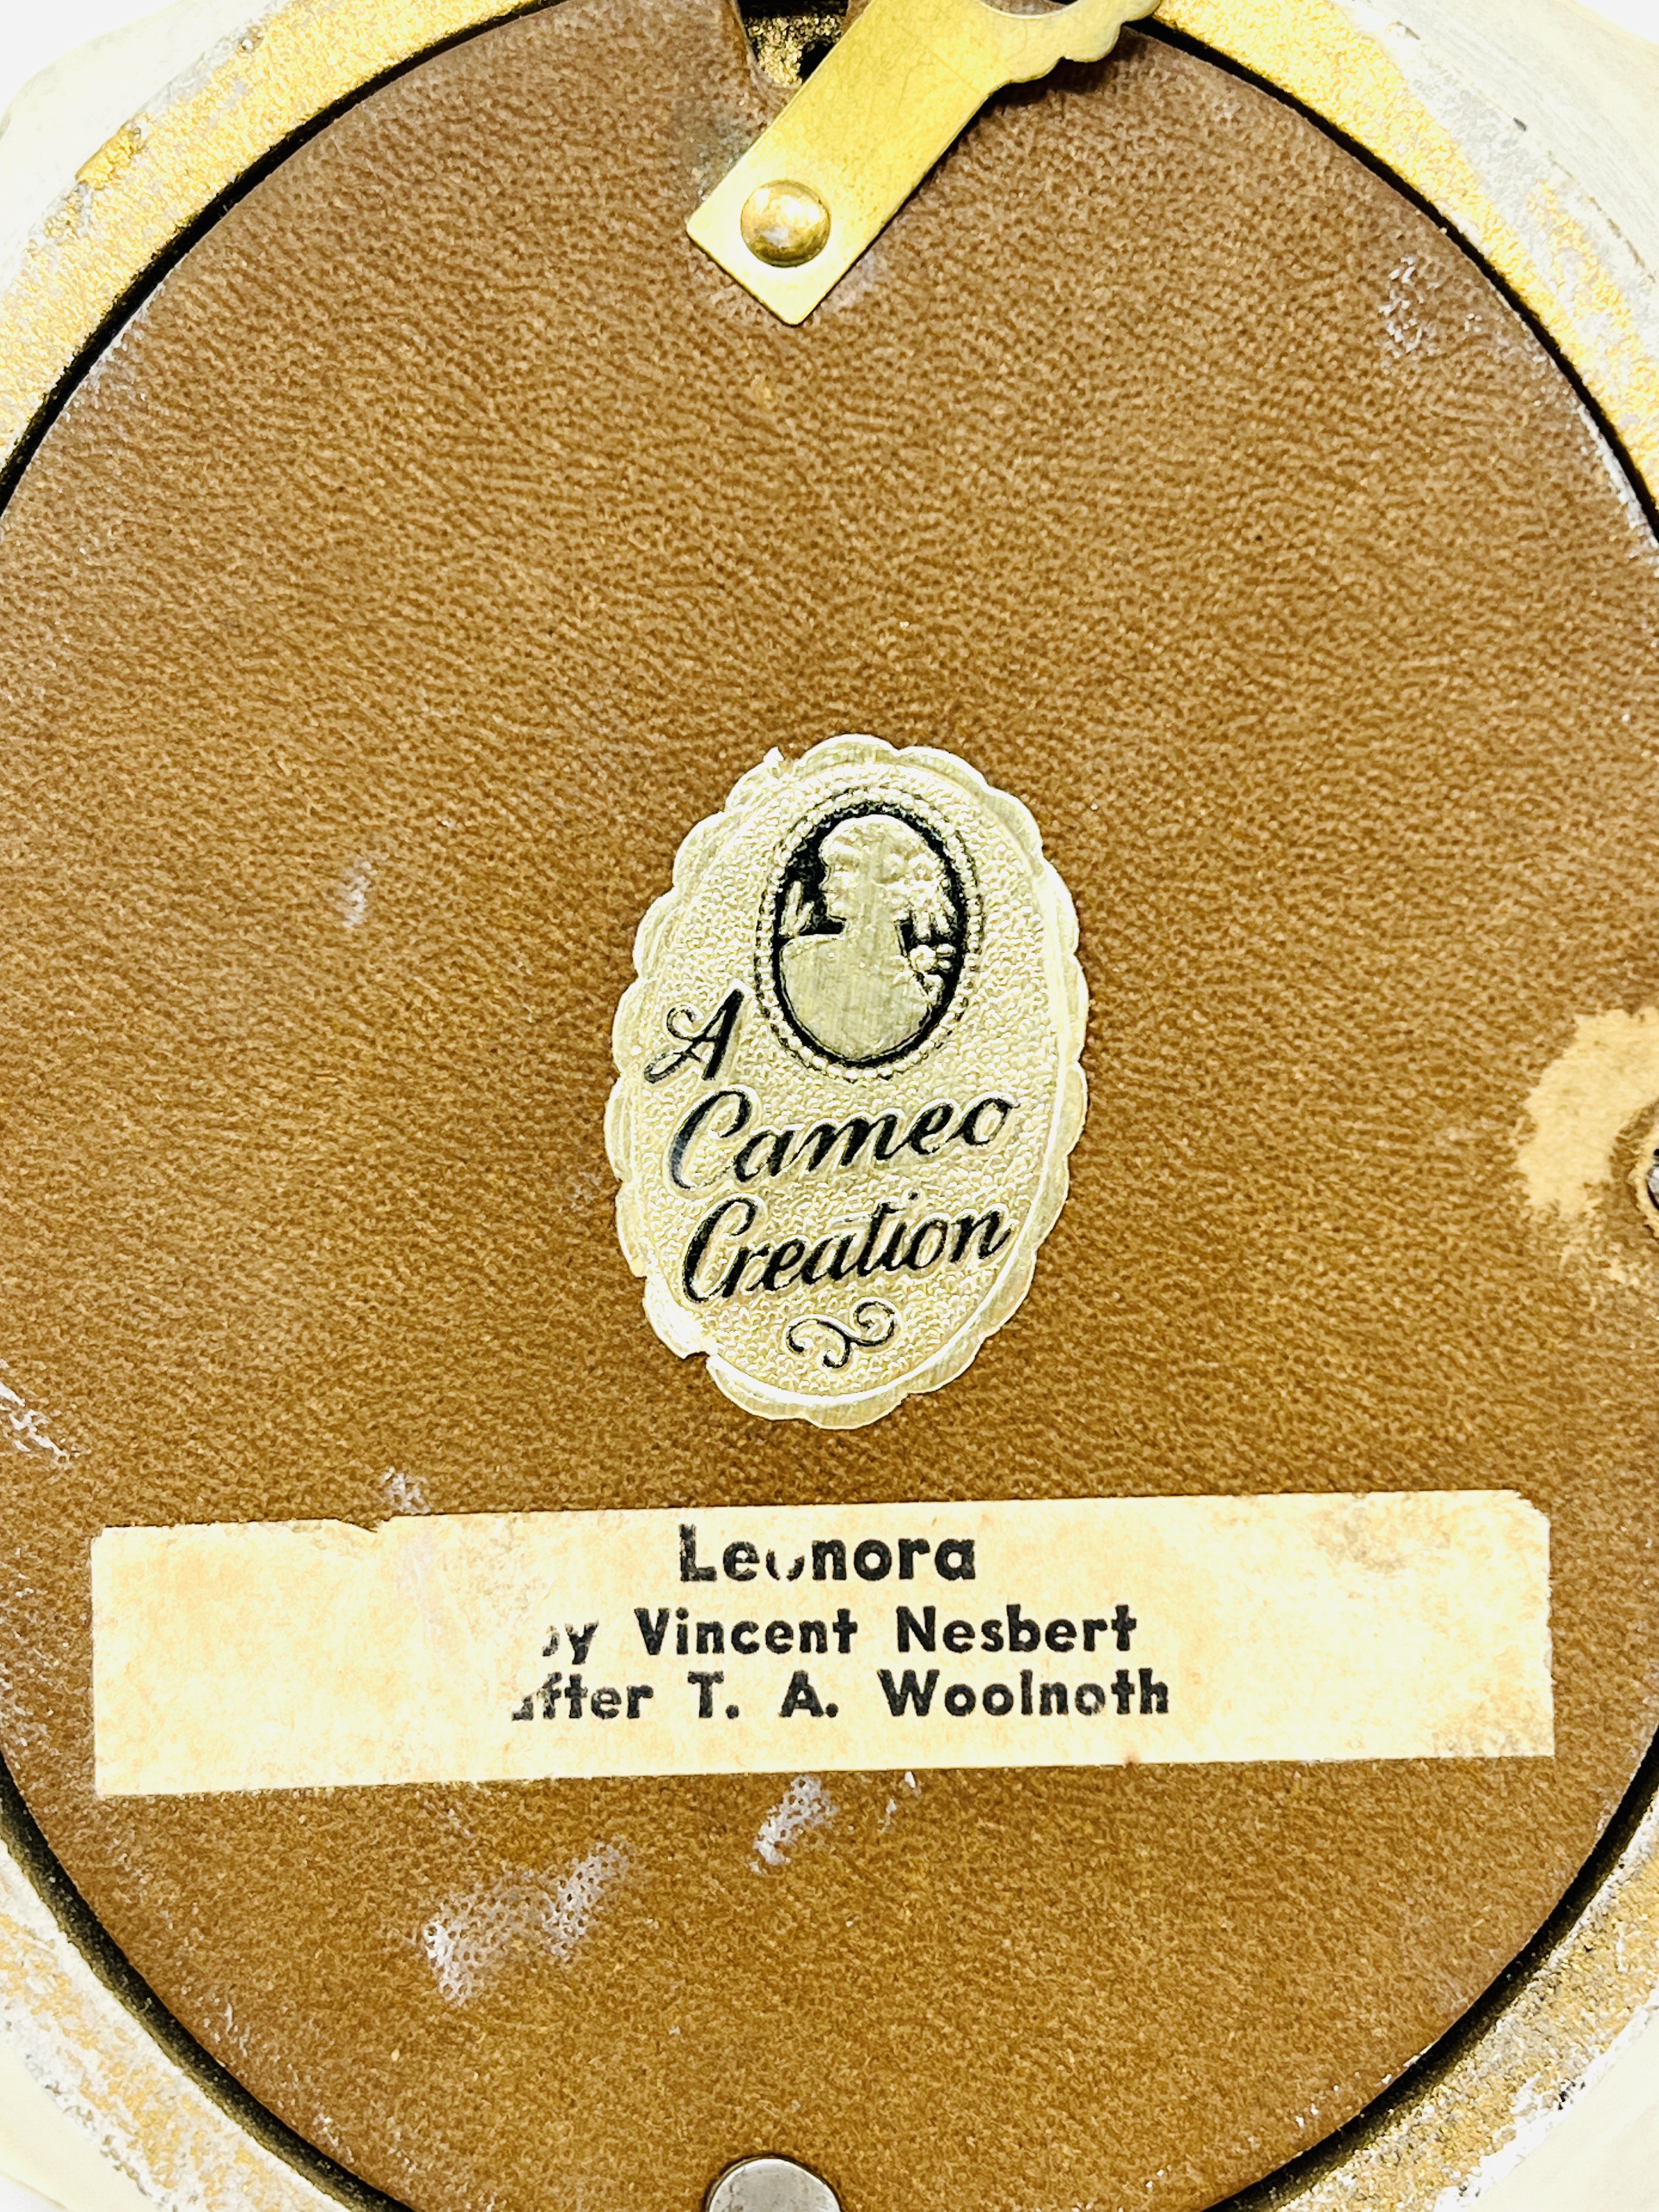 A
Cameo
Creation
Leonora
by Vincent Nesbert
after T. A. Woolnoth